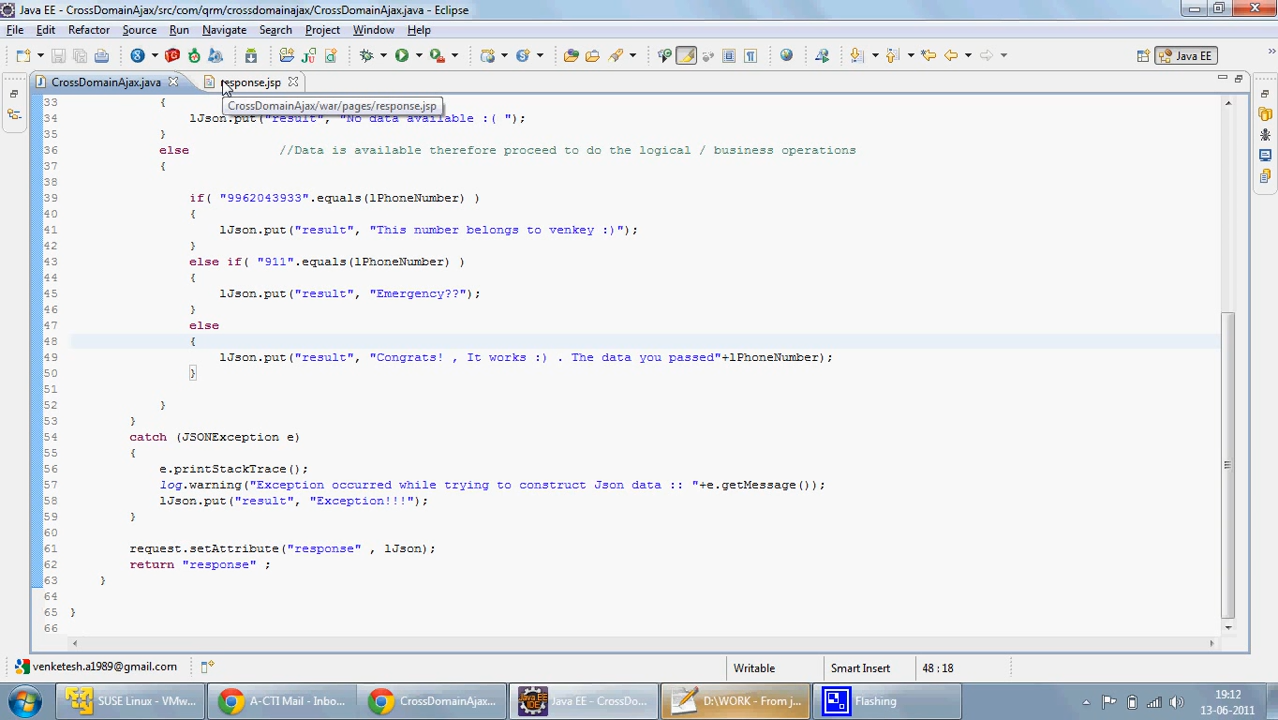 Java EE - CrossDomainAjax/src/com/qrm/crossdomainajax/CrossDomainAjax.java - Eclipse
File Edit Refactor Source Run Navigate Search Project Window Help
Java EE
CrossDomainAjax.java response.jsp
CrossDomainAjax/war/pages/response.jsp
33 {
34 lJson.put("result", "No data available :( ");
35 }
36 else //Data is available therefore proceed to do the logical / business operations
37 {
38
39 if( "9962043933".equals(lPhoneNumber) )
40 {
41 lJson.put("result", "This number belongs to venkey :)");
42 }
43 else if( "911".equals(lPhoneNumber) )
44 {
45 lJson.put("result", "Emergency??");
46 }
47 else
48 {
49 lJson.put("result", "Congrats! , It works :) . The data you passed"+lPhoneNumber);
50 }
51
52 }
53 }
54 catch (JSONException e)
55 {
56 e.printStackTrace();
57 log.warning("Exception occurred while trying to construct Json data :: "+e.getMessage());
58 lJson.put("result", "Exception!!!");
59 }
60
61 request.setAttribute("response" , lJson);
62 return "response" ;
63 }
64
65 }
66
venketesh.a1989@gmail.com Writable Smart Insert 48 : 18
SUSE Linux - VMw... A-CTI Mail - Inbo... CrossDomainAjax... Java EE - CrossDo... D:\WORK - From j... Flashing 19:12
13-06-2011